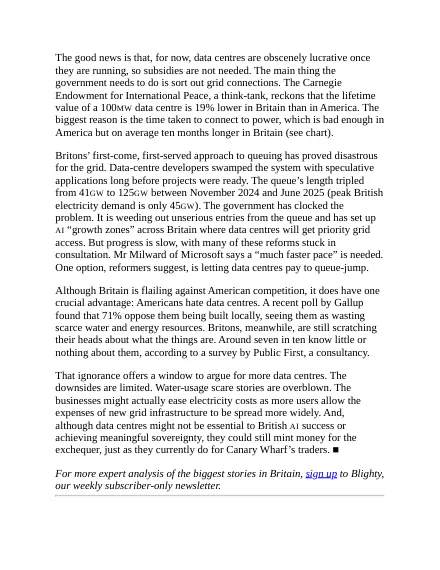 The good news is that, for now, data centres are obscenely lucrative once
they are running, so subsidies are not needed. The main thing the
government needs to do is sort out grid connections. The Carnegie
Endowment for International Peace, a think-tank, reckons that the lifetime
value of a 100MW data centre is 19% lower in Britain than in America. The
biggest reason is the time taken to connect to power, which is bad enough in
America but on average ten months longer in Britain (see chart).
Britons’ first-come, first-served approach to queuing has proved disastrous
for the grid. Data-centre developers swamped the system with speculative
applications long before projects were ready. The queue’s length tripled
from 41GW to 125GW between November 2024 and June 2025 (peak British
electricity demand is only 45GW). The government has clocked the
problem. It is weeding out unserious entries from the queue and has set up
AI “growth zones” across Britain where data centres will get priority grid
access. But progress is slow, with many of these reforms stuck in
consultation. Mr Milward of Microsoft says a “much faster pace” is needed.
One option, reformers suggest, is letting data centres pay to queue-jump.
Although Britain is flailing against American competition, it does have one
crucial advantage: Americans hate data centres. A recent poll by Gallup
found that 71% oppose them being built locally, seeing them as wasting
scarce water and energy resources. Britons, meanwhile, are still scratching
their heads about what the things are. Around seven in ten know little or
nothing about them, according to a survey by Public First, a consultancy.
That ignorance offers a window to argue for more data centres. The
downsides are limited. Water-usage scare stories are overblown. The
businesses might actually ease electricity costs as more users allow the
expenses of new grid infrastructure to be spread more widely. And,
although data centres might not be essential to British AI success or
achieving meaningful sovereignty, they could still mint money for the
exchequer, just as they currently do for Canary Wharf’s traders. ■
For more expert analysis of the biggest stories in Britain, sign up to Blighty,
our weekly subscriber-only newsletter.